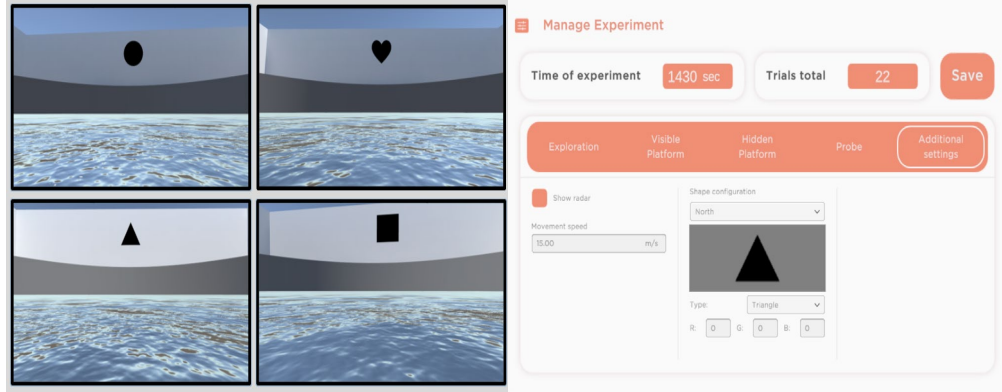 Manage Experiment
Time of experiment 1430 sec Trials total 22 Save
Exploration Visible Platform Hidden Platform Probe Additional settings
Show radar
Shape configuration
North
Movement speed
15.00 m/s
Type: Triangle
R: 0 G: 0 B: 0